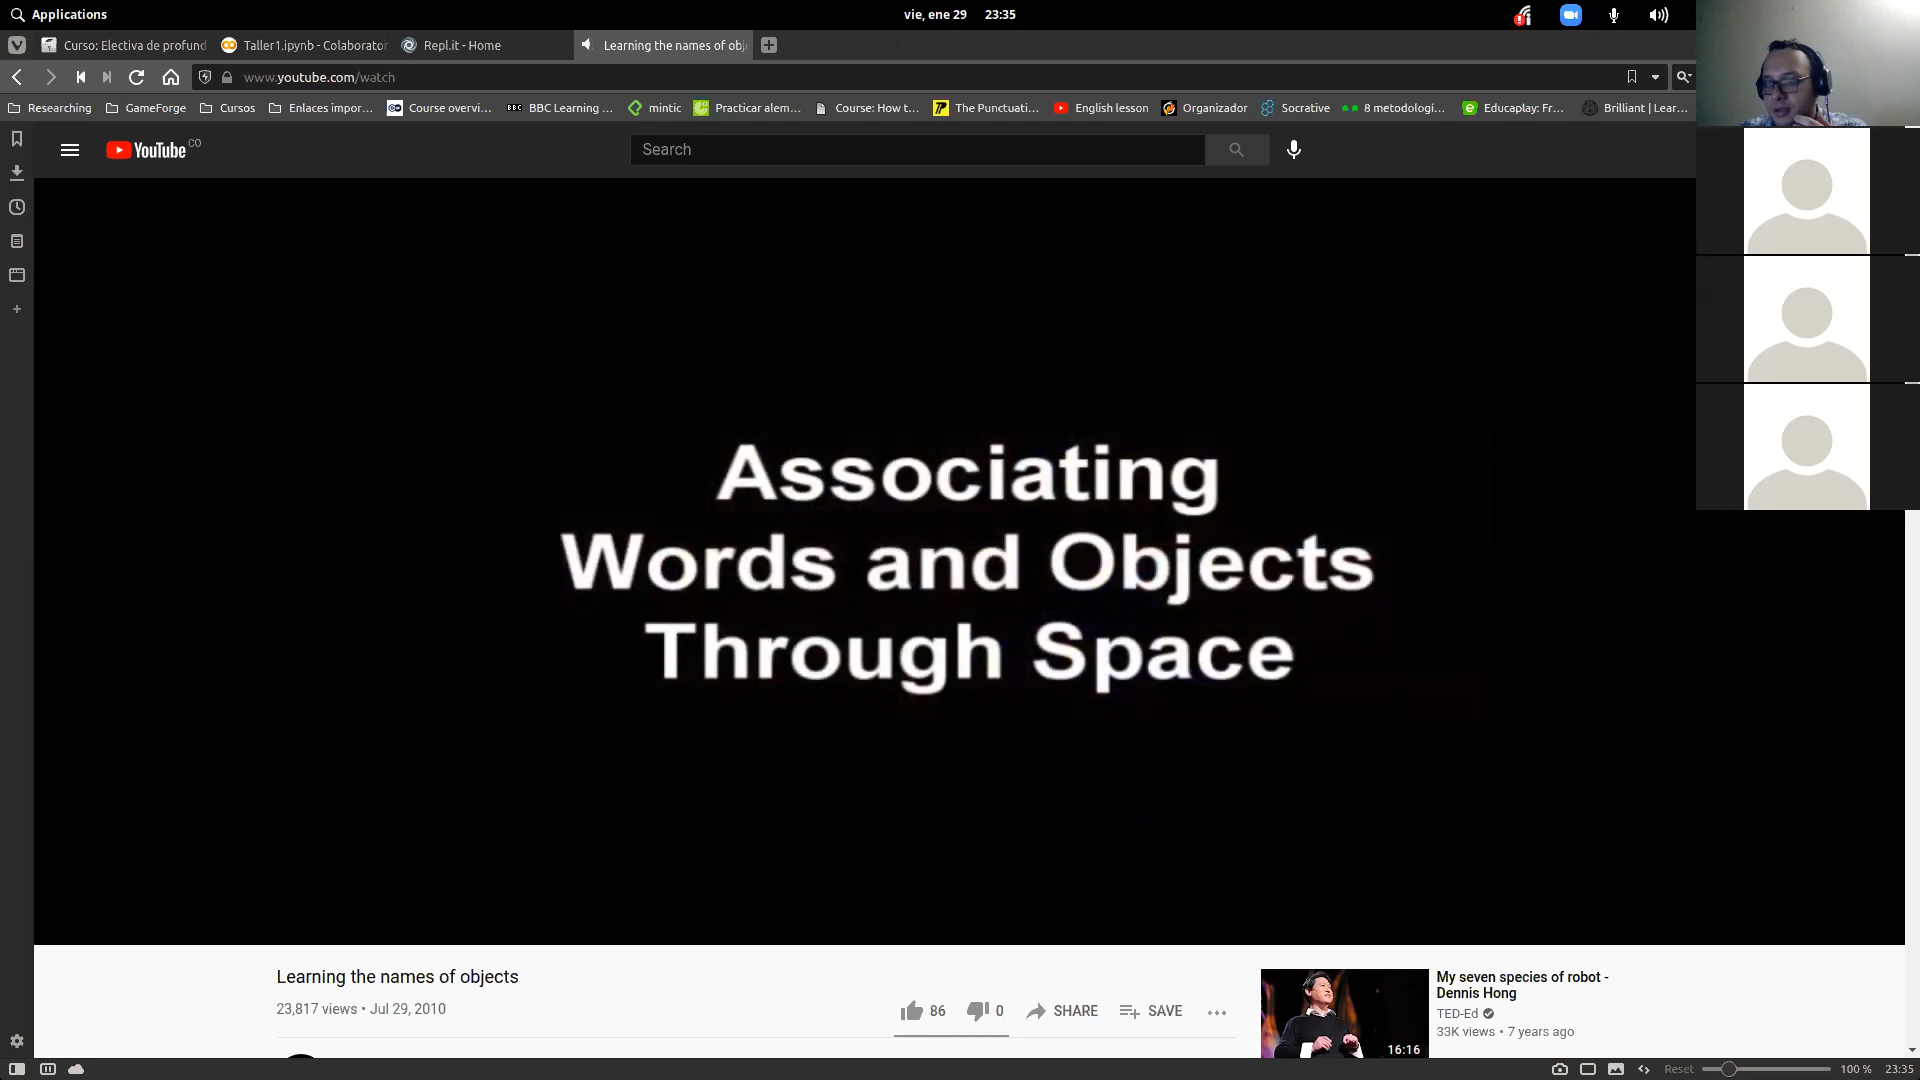 Applications
vie, ene 29 23:35
Curso: Electiva de profund
Taller1.ipynb - Colaborator
Repl.it - Home
Learning the names of obj
www.youtube.com/watch
Researching
GameForge
Cursos
Enlaces impor...
Course overvi...
BBC BBC Learning ...
mintic
Practicar alem...
Course: How t...
The Punctuati...
English lesson
Organizador
Socrative
8 metodologí...
Educaplay: Fr...
Brilliant | Lear...
YouTube CO
Search
Associating
Words and Objects
Through Space
Learning the names of objects
23,817 views • Jul 29, 2010
86
0
SHARE
SAVE
My seven species of robot -
Dennis Hong
TED-Ed
33K views • 7 years ago
16:16
Reset
100 %
23:35